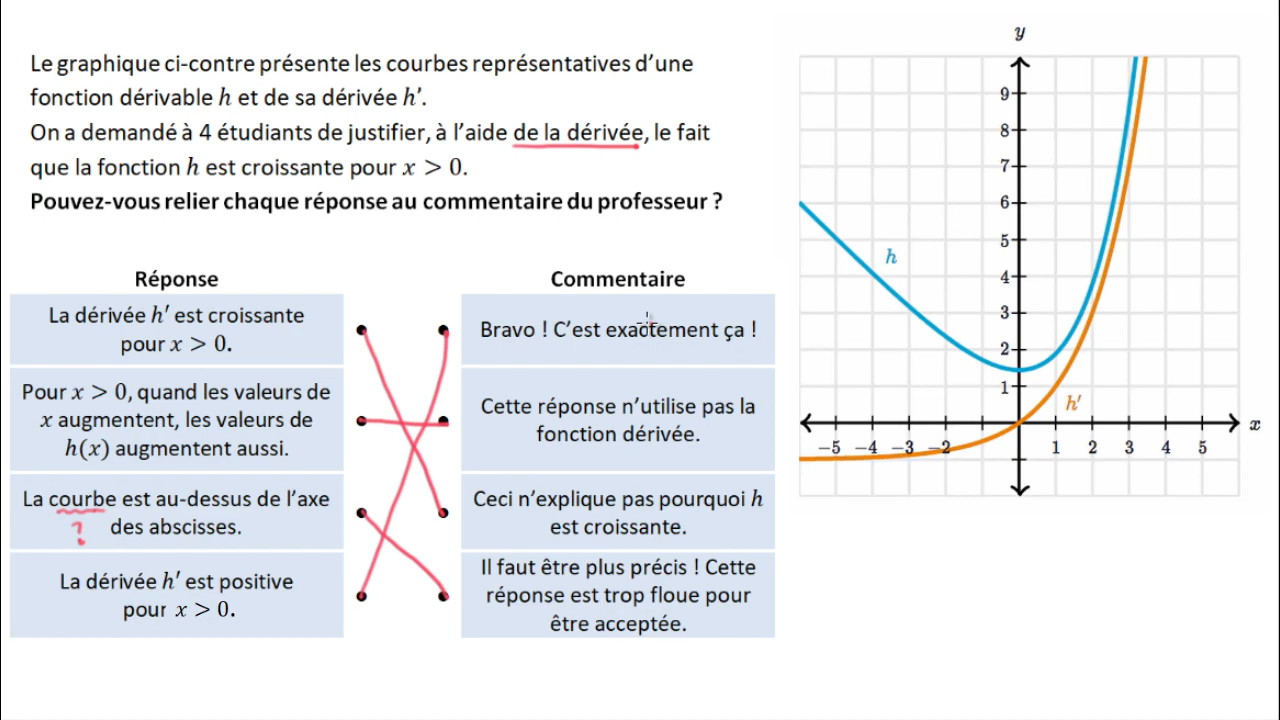 Le graphique ci-contre présente les courbes représentatives d’une
fonction dérivable h et de sa dérivée h’.
On a demandé à 4 étudiants de justifier, à l’aide de la dérivée, le fait
que la fonction h est croissante pour x > 0.
Pouvez-vous relier chaque réponse au commentaire du professeur ?
Réponse
La dérivée h′ est croissante
pour x > 0.
Pour x > 0, quand les valeurs de
x augmentent, les valeurs de
h(x) augmentent aussi.
La courbe est au-dessus de l’axe
des abscisses.
?
La dérivée h′ est positive
pour x > 0.
Commentaire
Bravo ! C’est exactement ça !
Cette réponse n’utilise pas la
fonction dérivée.
Ceci n’explique pas pourquoi h
est croissante.
Il faut être plus précis ! Cette
réponse est trop floue pour
être acceptée.
y
9
8
7
6
5
4
3
2
1
h
h′
x
−5 −4 −3 −2 1 2 3 4 5